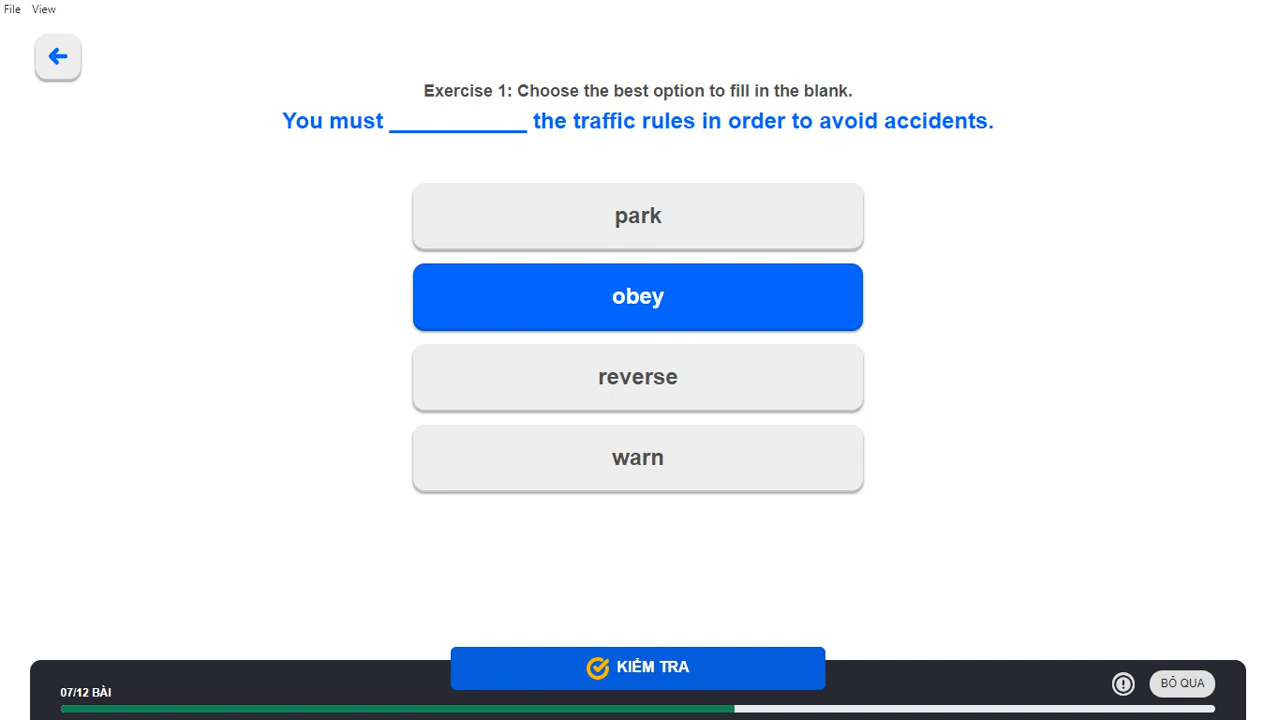 File View
Exercise 1: Choose the best option to fill in the blank.
You must ___________ the traffic rules in order to avoid accidents.
park
obey
reverse
warn
KIỂM TRA
07/12 BÀI
BỎ QUA